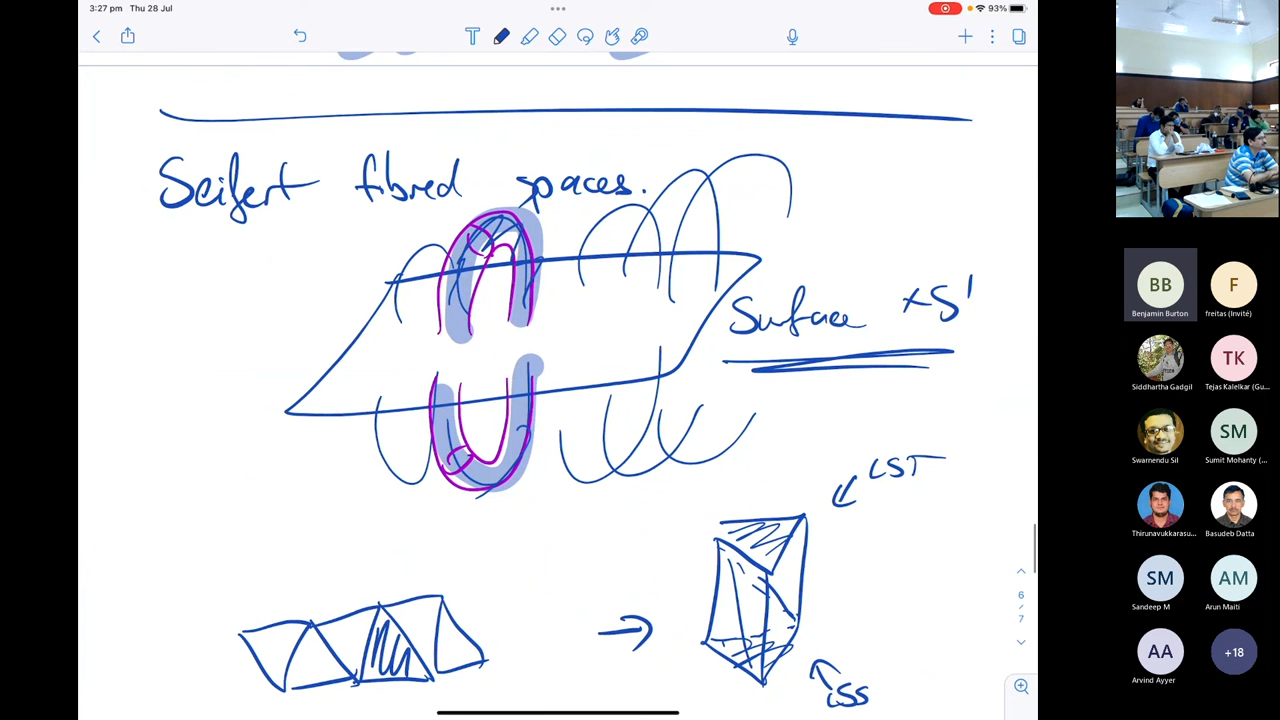 3:27 pm Thu 28 Jul
93%
Seifert fibred spaces.
Surface × S¹
LST
LSS
6
/
7
BB
Benjamin Burton
F
freitas (Invité)
Siddhartha Gadgil
TK
Tejas Kalelkar (Gu...
Swarnendu Sil
SM
Sumit Mohanty (...
Thirunavukkarasu...
Basudeb Datta
SM
Sandeep M
AM
Arun Maiti
AA
Arvind Ayyer
+18